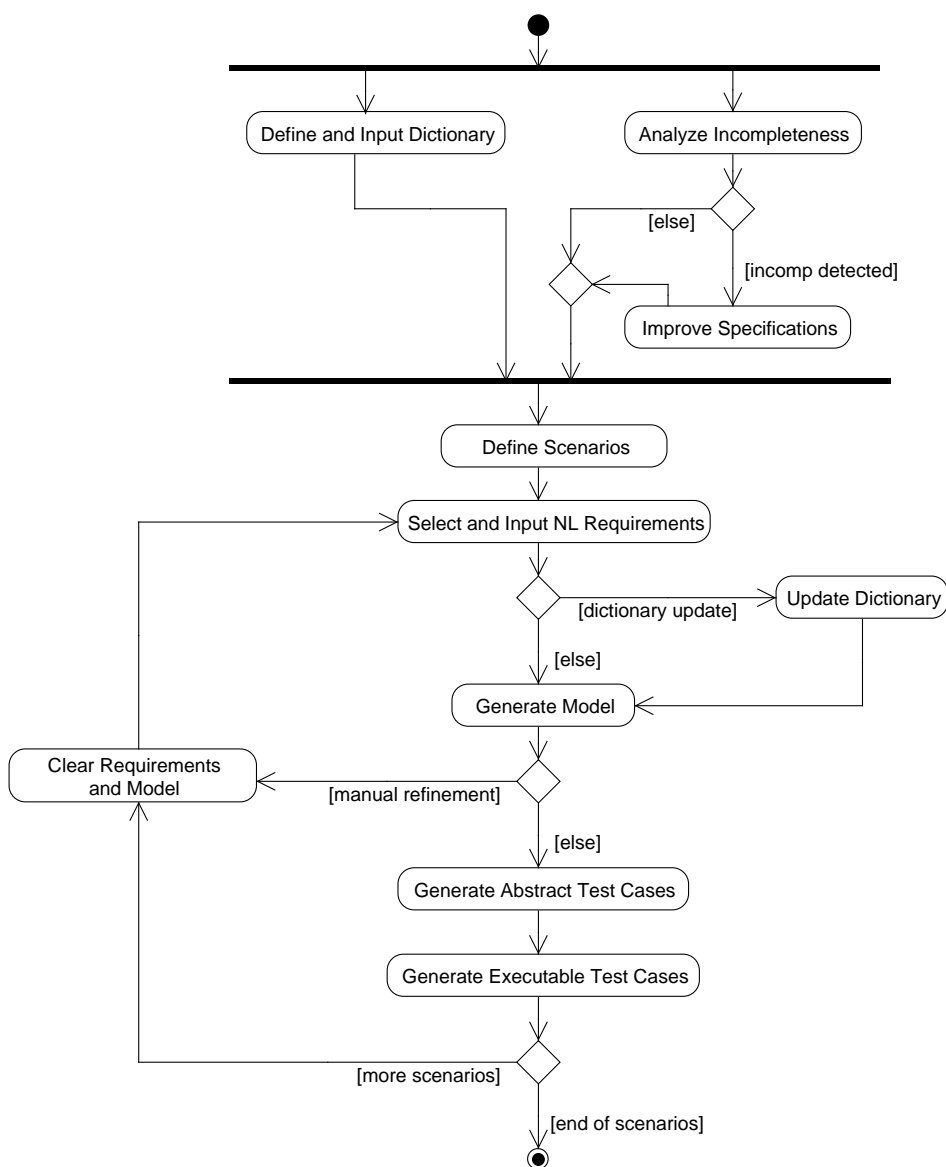 Define and Input Dictionary
Analyze Incompleteness
[else]
[incomp detected]
Improve Specifications
Define Scenarios
Select and Input NL Requirements
[dictionary update]
Update Dictionary
[else]
Generate Model
Clear Requirements
and Model
[manual refinement]
[else]
Generate Abstract Test Cases
Generate Executable Test Cases
[more scenarios]
[end of scenarios]